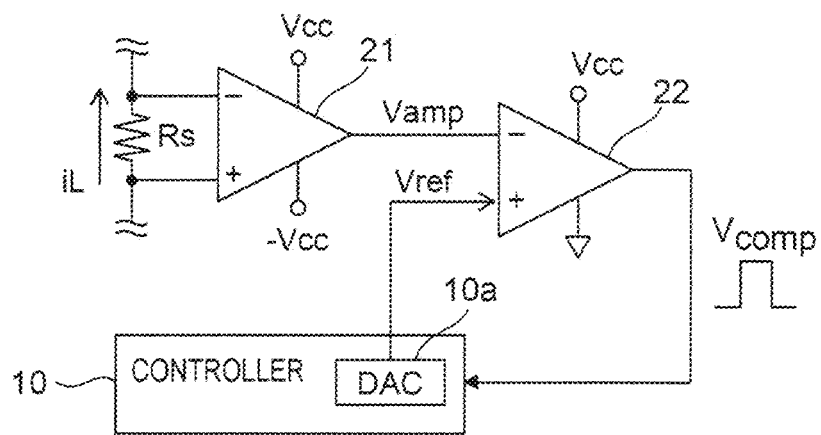 Vcc
21
Vcc
22
−
Vamp
−
Rs
+
Vref
+
iL
-Vcc
Vcomp
10a
10
CONTROLLER
DAC